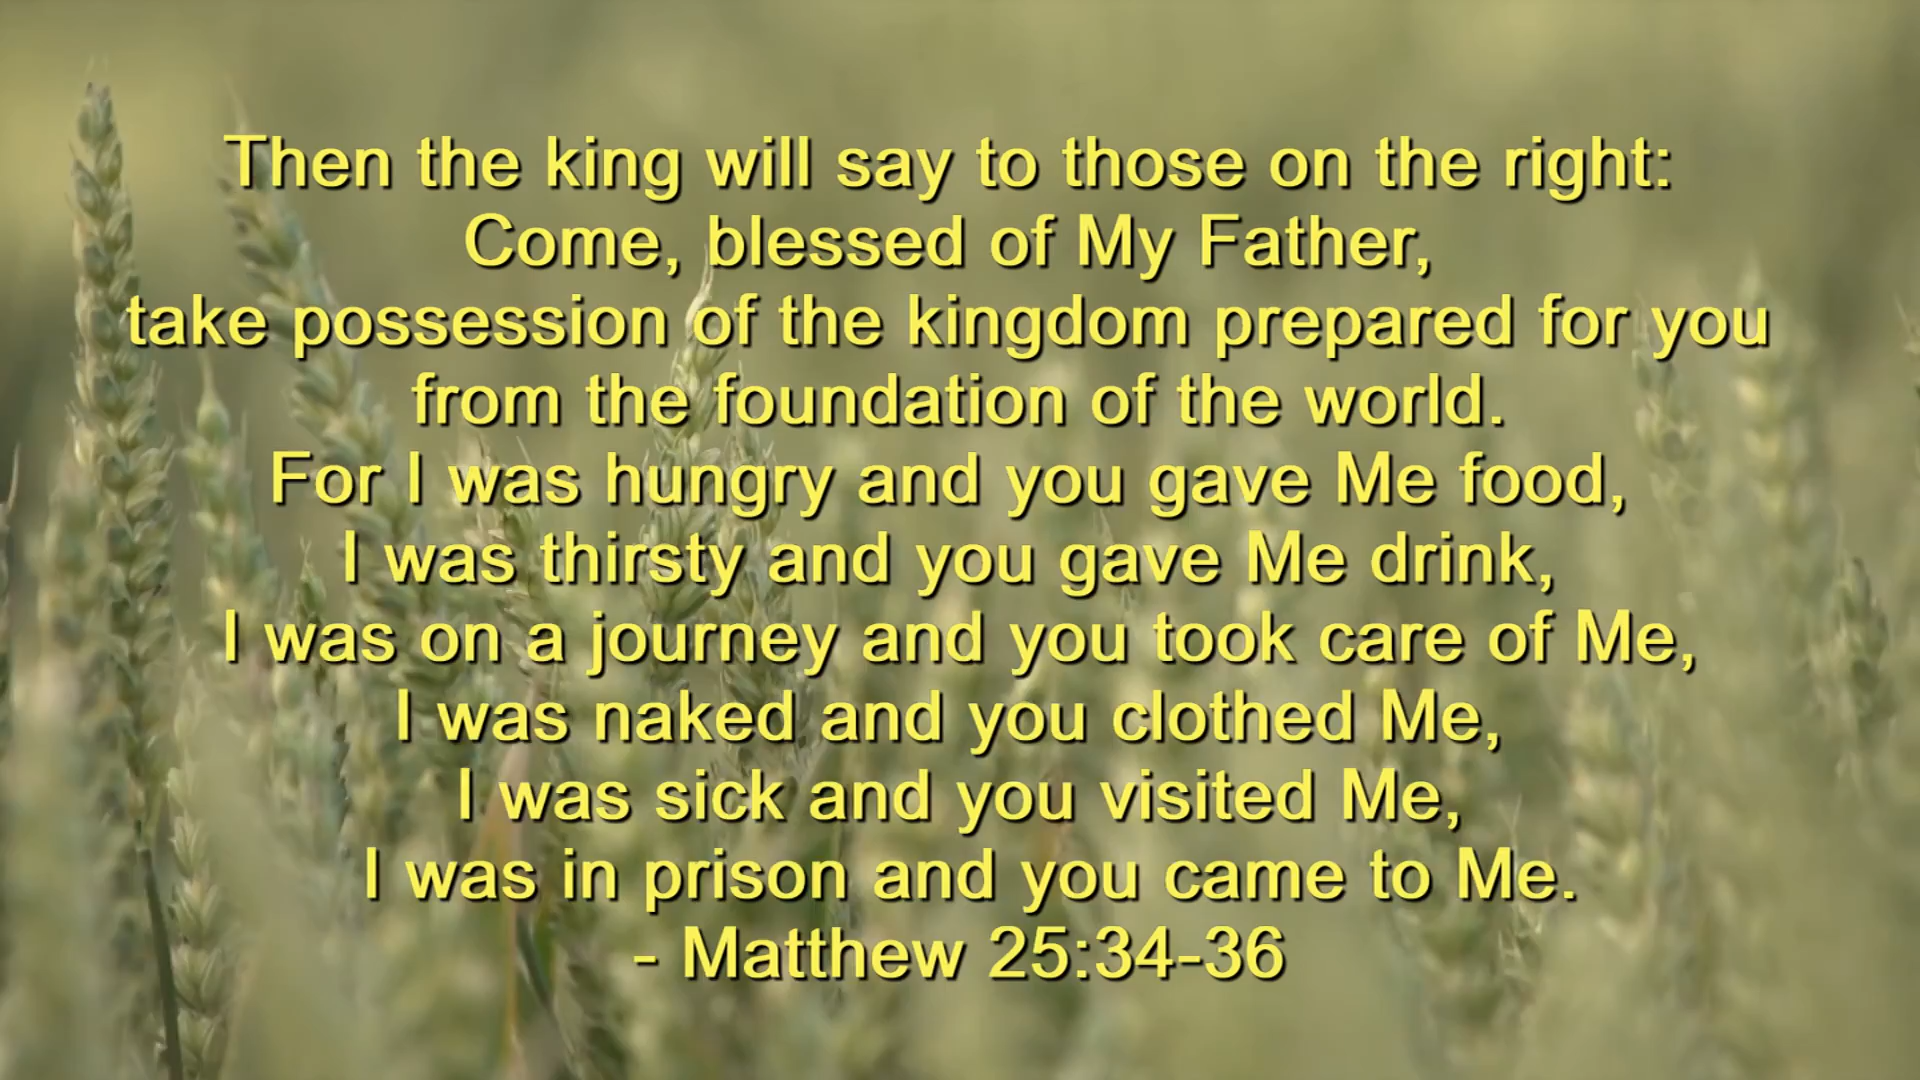 Then the king will say to those on the right:
Come, blessed of My Father,
take possession of the kingdom prepared for you
from the foundation of the world.
For I was hungry and you gave Me food,
I was thirsty and you gave Me drink,
I was on a journey and you took care of Me,
I was naked and you clothed Me,
I was sick and you visited Me,
I was in prison and you came to Me.
- Matthew 25:34-36